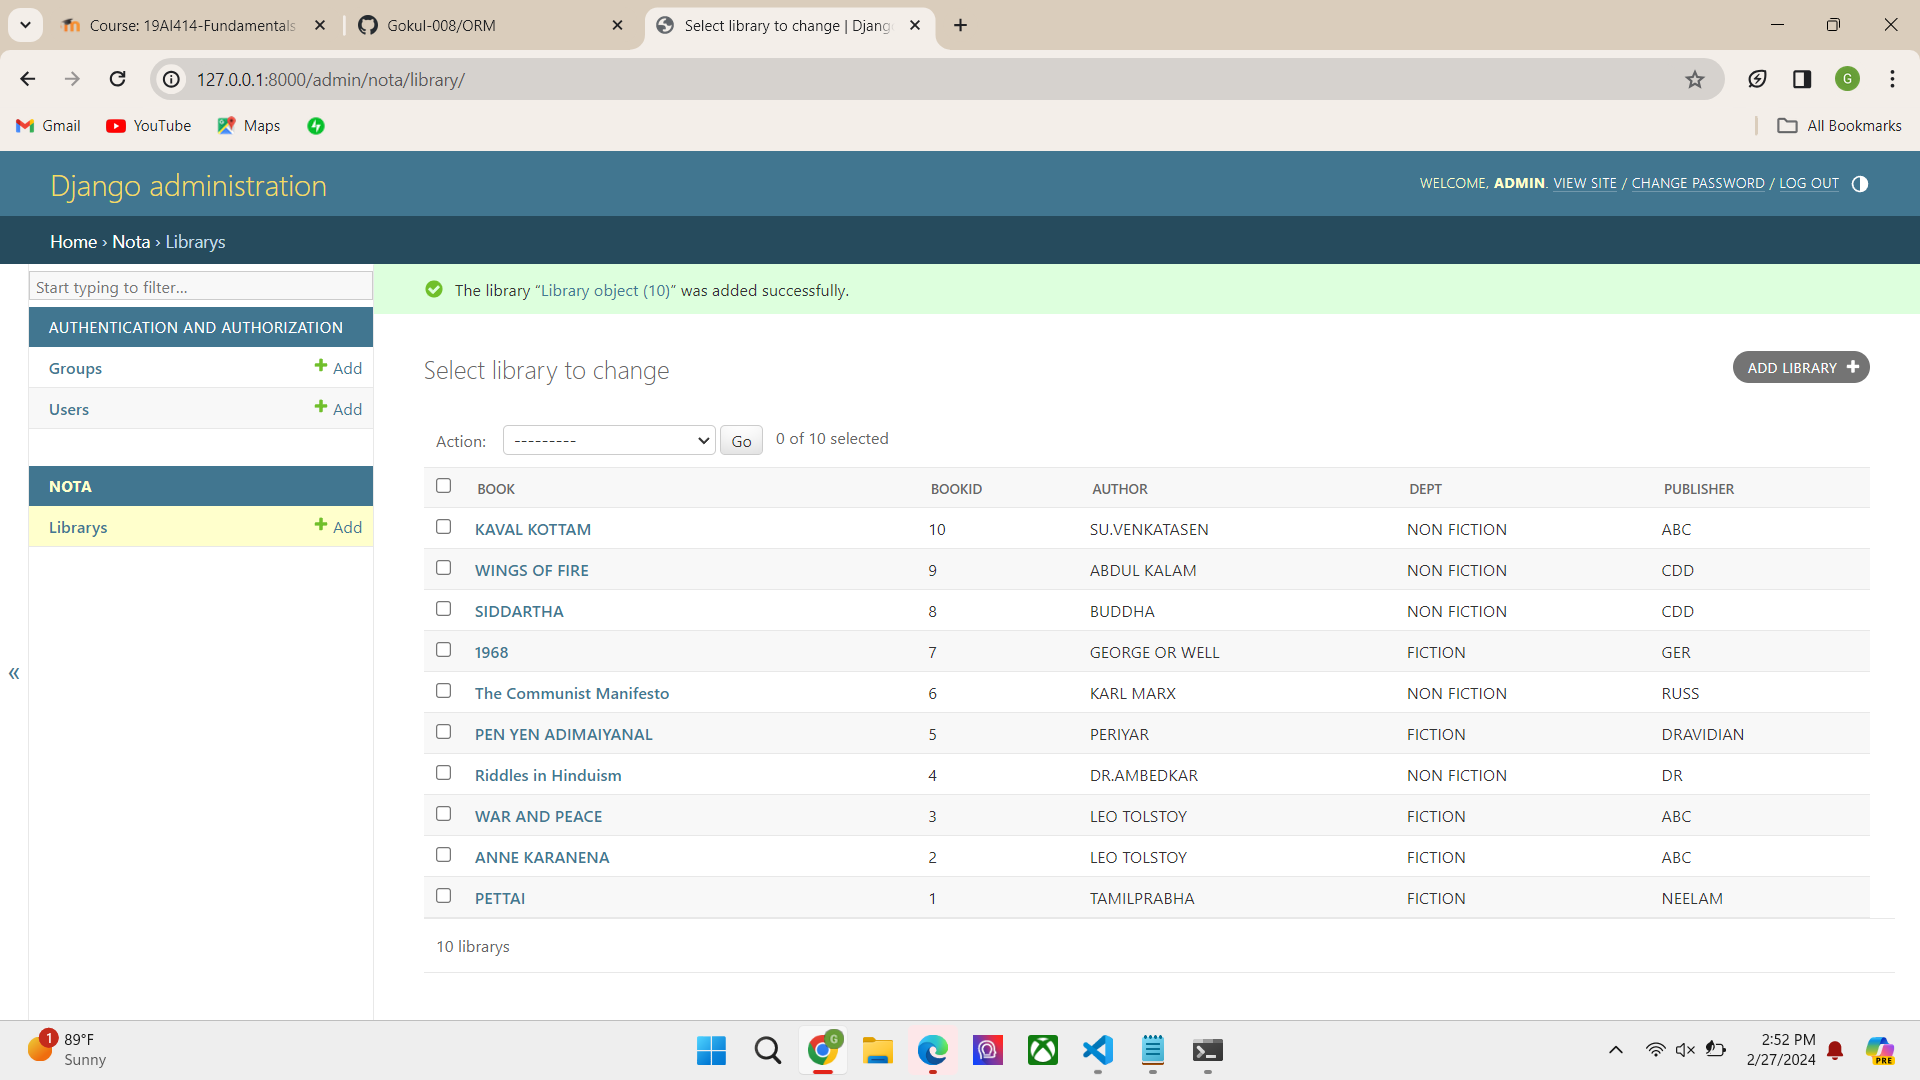 Course: 19AI414-Fundamentals
Gokul-008/ORM
Select library to change | Djang
127.0.0.1:8000/admin/nota/library/
G
Gmail
YouTube
Maps
All Bookmarks
Django administration
WELCOME, ADMIN. VIEW SITE / CHANGE PASSWORD / LOG OUT
Home › Nota › Librarys
Start typing to filter...
The library “Library object (10)” was added successfully.
AUTHENTICATION AND AUTHORIZATION
Groups + Add
Users + Add
NOTA
Librarys + Add
«
Select library to change
ADD LIBRARY +
Action: --------- Go 0 of 10 selected
BOOK BOOKID AUTHOR DEPT PUBLISHER
KAVAL KOTTAM 10 SU.VENKATASEN NON FICTION ABC
WINGS OF FIRE 9 ABDUL KALAM NON FICTION CDD
SIDDARTHA 8 BUDDHA NON FICTION CDD
1968 7 GEORGE OR WELL FICTION GER
The Communist Manifesto 6 KARL MARX NON FICTION RUSS
PEN YEN ADIMAIYANAL 5 PERIYAR FICTION DRAVIDIAN
Riddles in Hinduism 4 DR.AMBEDKAR NON FICTION DR
WAR AND PEACE 3 LEO TOLSTOY FICTION ABC
ANNE KARANENA 2 LEO TOLSTOY FICTION ABC
PETTAI 1 TAMILPRABHA FICTION NEELAM
10 librarys
1
89°F
Sunny
G
2:52 PM
2/27/2024
PRE